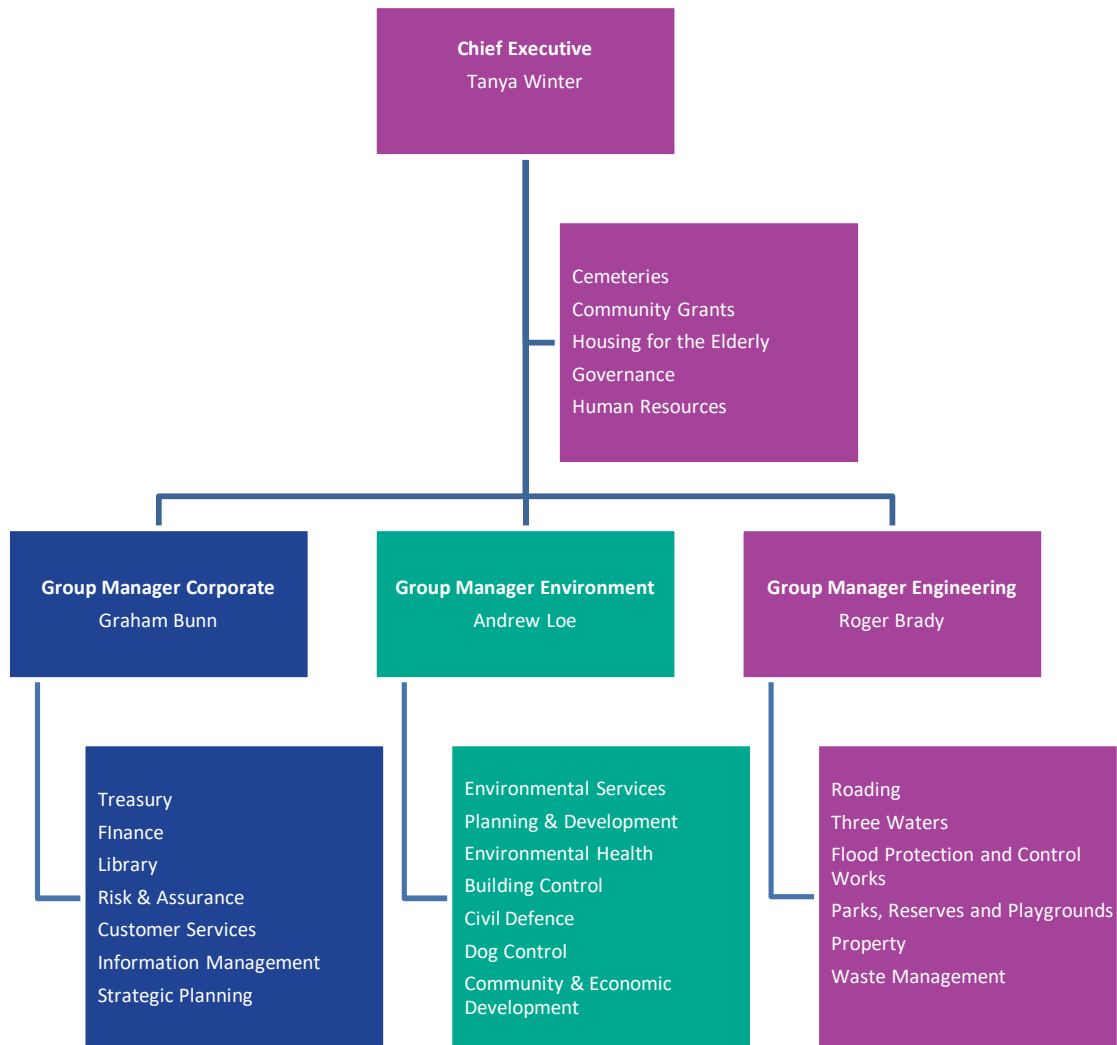 Chief Executive
Tanya Winter
Cemeteries
Community Grants
Housing for the Elderly
Governance
Human Resources
Group Manager Corporate
Graham Bunn
Group Manager Environment
Andrew Loe
Group Manager Engineering
Roger Brady
Treasury
FInance
Library
Risk & Assurance
Customer Services
Information Management
Strategic Planning
Environmental Services
Planning & Development
Environmental Health
Building Control
Civil Defence
Dog Control
Community & Economic
Development
Roading
Three Waters
Flood Protection and Control
Works
Parks, Reserves and Playgrounds
Property
Waste Management